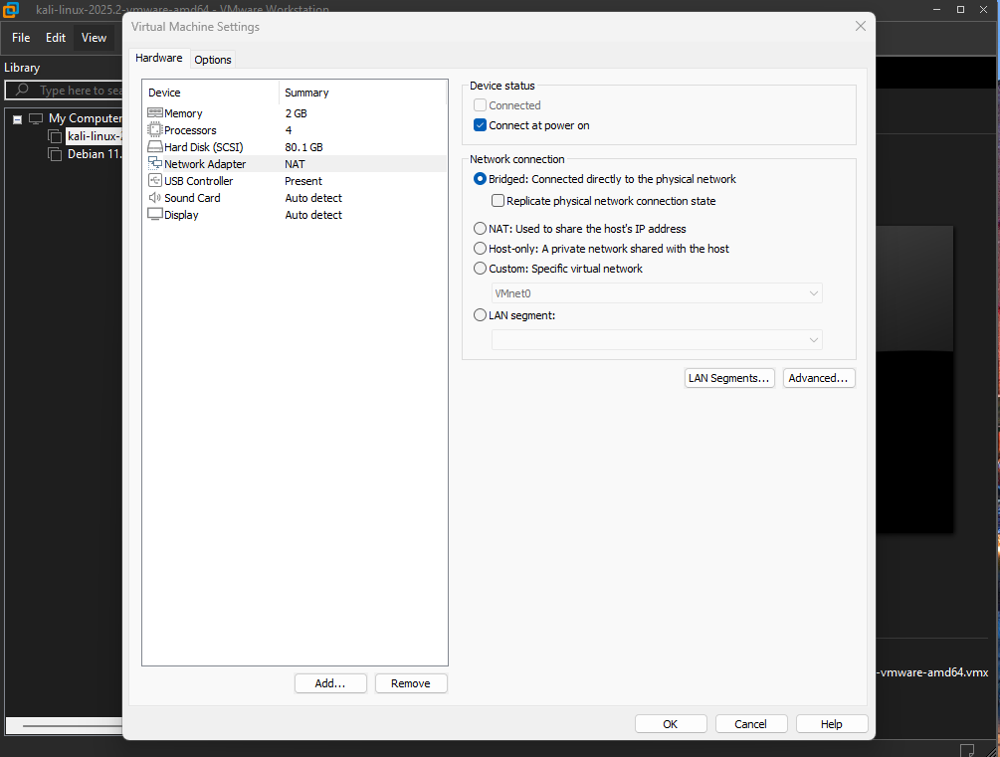 kali-linux-2025.2-vmware-amd64 - VMware Workstation
File Edit View
Library
Type here to sea
My Computer
kali-linux-2
Debian 11.
Virtual Machine Settings
Hardware Options
Device Summary
Memory 2 GB
Processors 4
Hard Disk (SCSI) 80.1 GB
Network Adapter NAT
USB Controller Present
Sound Card Auto detect
Display Auto detect
Add... Remove
Device status
Connected
Connect at power on
Network connection
Bridged: Connected directly to the physical network
Replicate physical network connection state
NAT: Used to share the host's IP address
Host-only: A private network shared with the host
Custom: Specific virtual network
VMnet0
LAN segment:
LAN Segments... Advanced...
OK Cancel Help
-vmware-amd64.vmx